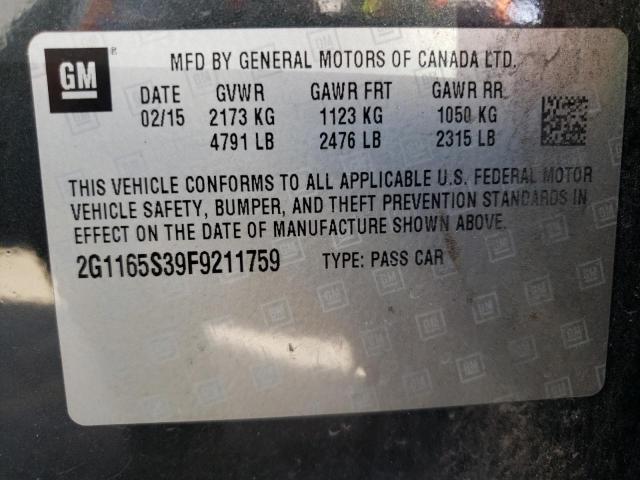 GM ®
MFD BY GENERAL MOTORS OF CANADA LTD.
DATE GVWR GAWR FRT GAWR RR
02/15 2173 KG 1123 KG 1050 KG
4791 LB 2476 LB 2315 LB
THIS VEHICLE CONFORMS TO ALL APPLICABLE U.S. FEDERAL MOTOR
VEHICLE SAFETY, BUMPER, AND THEFT PREVENTION STANDARDS IN
EFFECT ON THE DATE OF MANUFACTURE SHOWN ABOVE.
2G1165S39F9211759 TYPE: PASS CAR